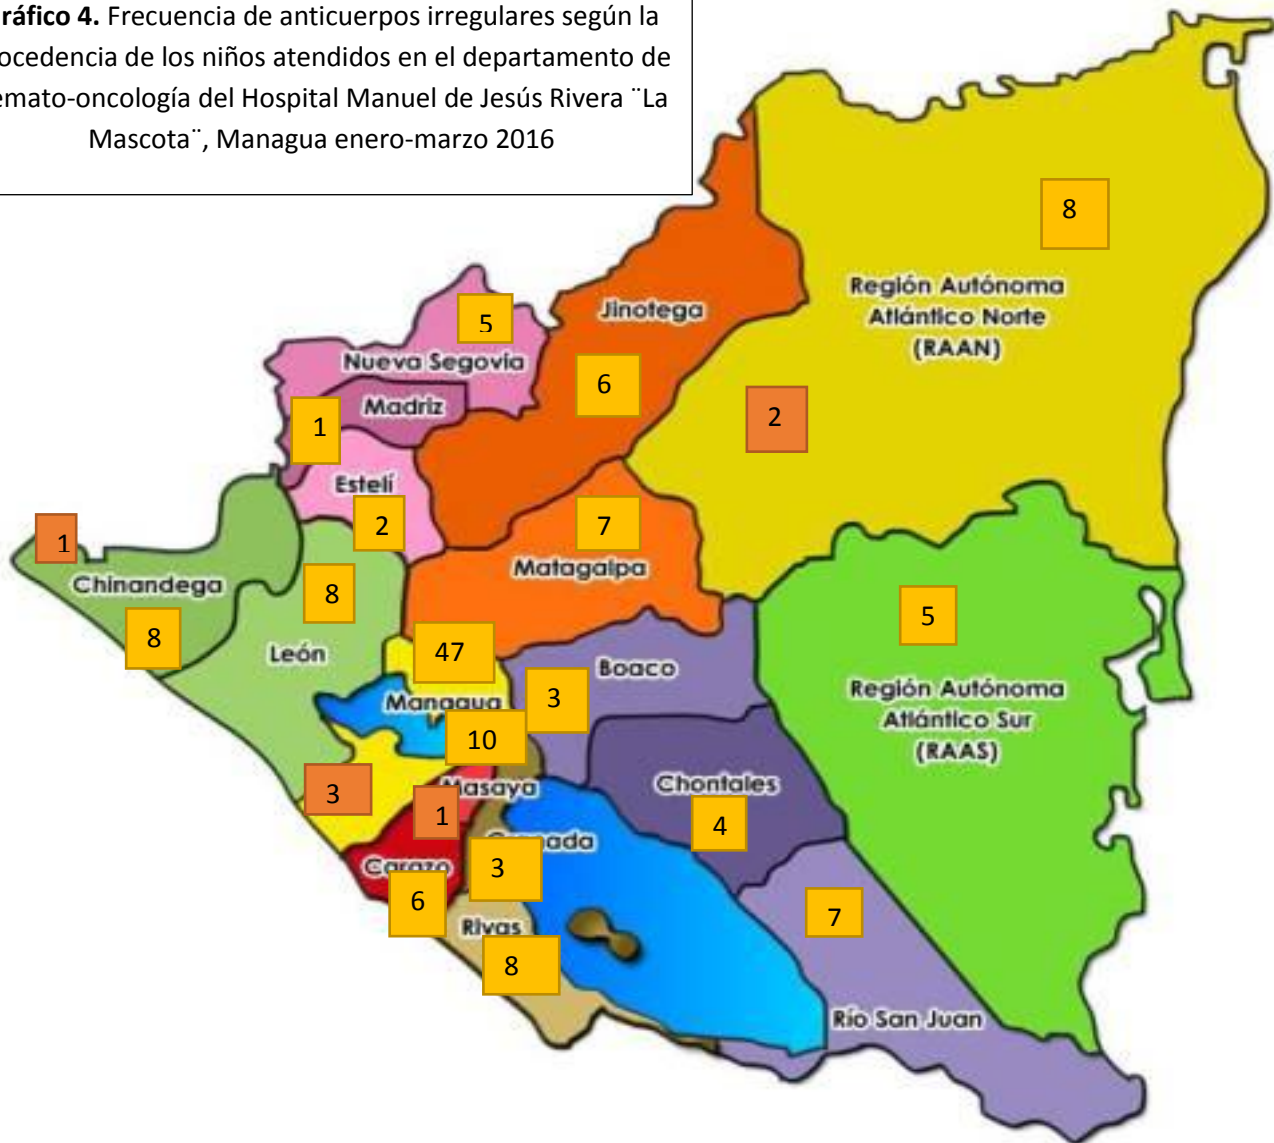 ráfico 4. Frecuencia de anticuerpos irregulares según la
ocedencia de los niños atendidos en el departamento de
emato-oncología del Hospital Manuel de Jesús Rivera ¨La
Mascota¨, Managua enero-marzo 2016
8
Región Autónoma
Atlántico Norte
(RAAN)
Jinotega
5
Nueva Segovia
6
Madriz
2
1
Estelí
2
7
1
Matagalpa
Chinandega
8
5
8
León
47
Boaco
Managua
3
Región Autónoma
Atlántico Sur
(RAAS)
10
Masaya
Chontales
3
1
4
nada
Carazo
3
6
7
Rivas
8
Río San Juan